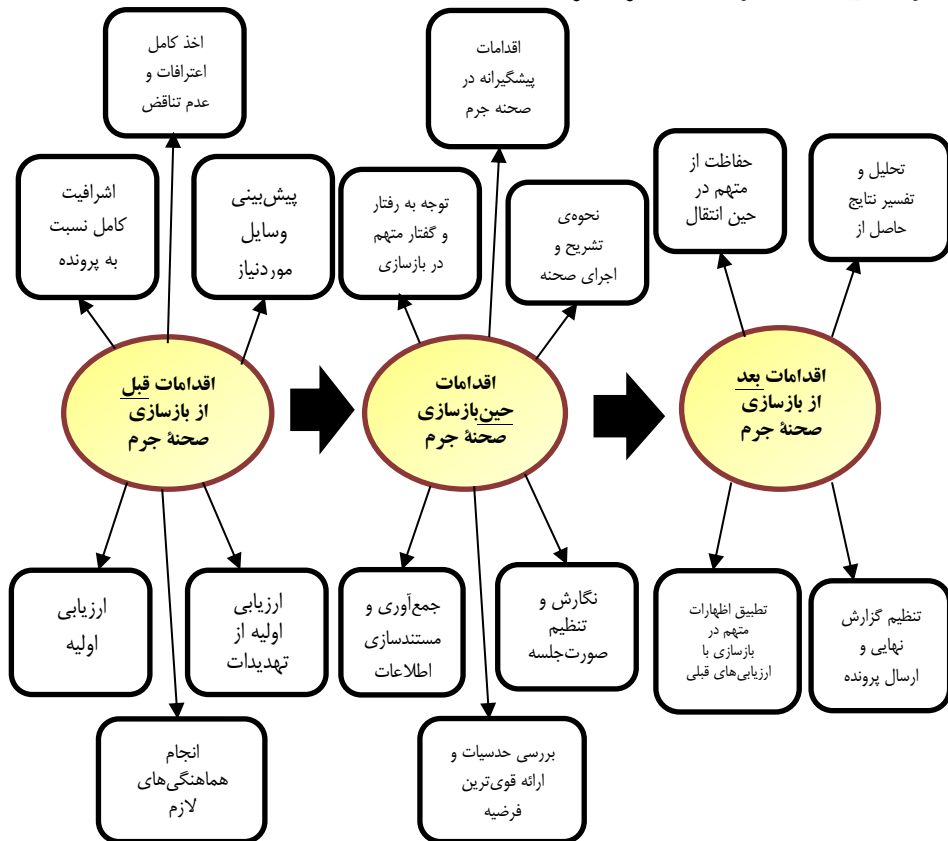 اخذ کامل
اعترافات و
عدم تناقض
اقدامات
پیشگیرانه در
صحنه جرم
اشرافیت
کامل نسبت
به پرونده
پیش‌بینی
وسایل
موردنیاز
توجه به رفتار
و گفتار متهم
در بازسازی
نحوه‌ی
تشریح و
اجرای صحنه
حفاظت از
متهم در
حین انتقال
تحلیل و
تفسیر نتایج
حاصل از
اقدامات قبل
از بازسازی
صحنۀ جرم
اقدامات
حین‌بازسازی
صحنۀ جرم
اقدامات بعد
از بازسازی
صحنۀ جرم
ارزیابی
اولیه
ارزیابی
اولیه از
تهدیدات
جمع‌آوری و
مستندسازی
اطلاعات
نگارش و
تنظیم
صورت‌جلسه
تطبیق اظهارات
متهم در
بازسازی با
ارزیابی‌های قبلی
تنظیم گزارش
نهایی و
ارسال پرونده
انجام
هماهنگی‌های
لازم
بررسی حدسیات و
ارائه قوی‌ترین
فرضیه